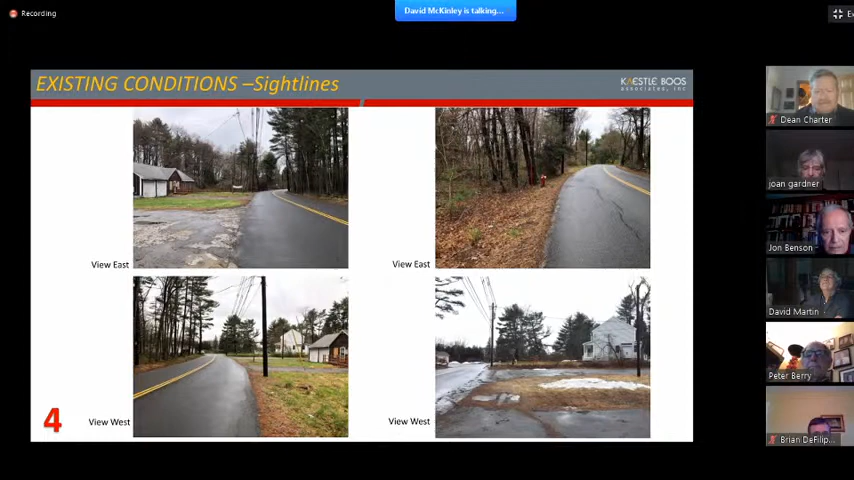 Recording
David McKinley is talking...
Ex
EXISTING CONDITIONS –Sightlines
KAESTLE BOOS
associates, inc
View East
View East
View West
View West
4
Dean Charter
joan gardner
Jon Benson
David Martin
Peter Berry
Brian DeFilip...